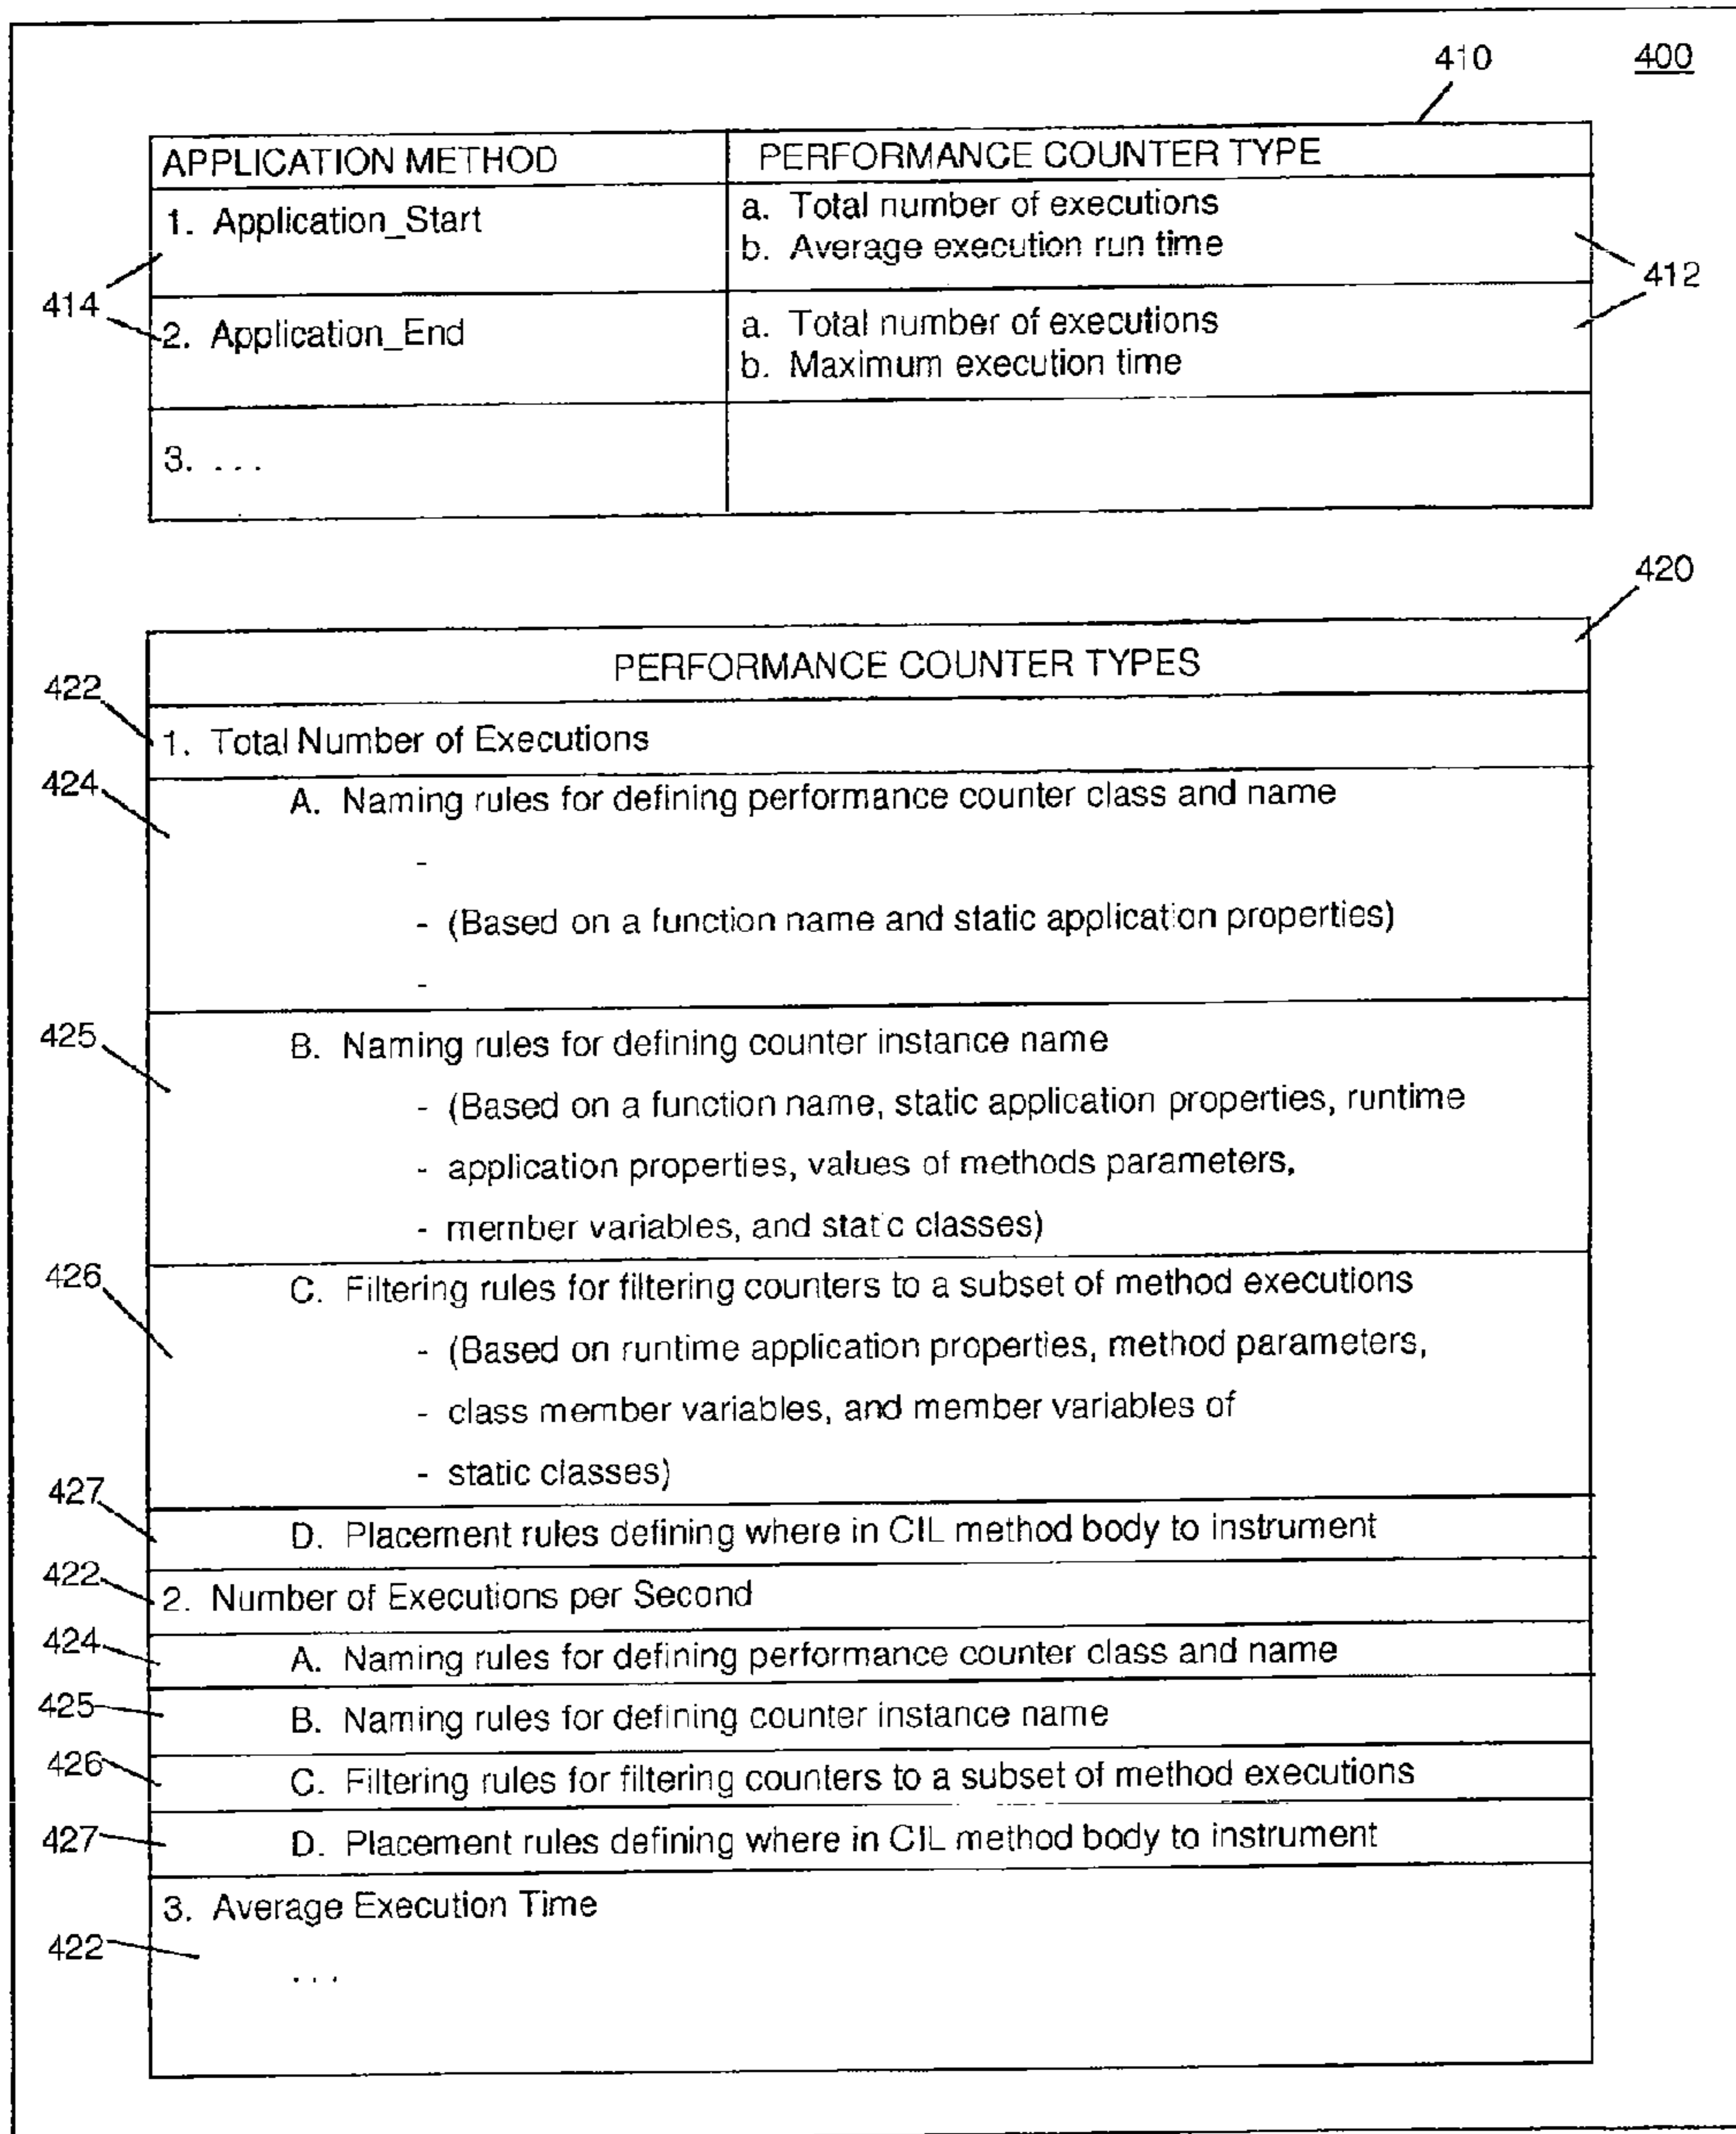 400
410
APPLICATION METHOD PERFORMANCE COUNTER TYPE
1. Application_Start
a. Total number of executions
b. Average execution run time
412
414
2. Application_End
a. Total number of executions
b. Maximum execution time
3. ...
420
PERFORMANCE COUNTER TYPES
422
1. Total Number of Executions
424
A. Naming rules for defining performance counter class and name
-
- (Based on a function name and static application properties)
-
425
B. Naming rules for defining counter instance name
- (Based on a function name, static application properties, runtime
- application properties, values of methods parameters,
- member variables, and static classes)
426
C. Filtering rules for filtering counters to a subset of method executions
- (Based on runtime application properties, method parameters,
- class member variables, and member variables of
- static classes)
427
D. Placement rules defining where in CIL method body to instrument
422
2. Number of Executions per Second
424
A. Naming rules for defining performance counter class and name
425
B. Naming rules for defining counter instance name
426
C. Filtering rules for filtering counters to a subset of method executions
427
D. Placement rules defining where in CIL method body to instrument
3. Average Execution Time
422
...